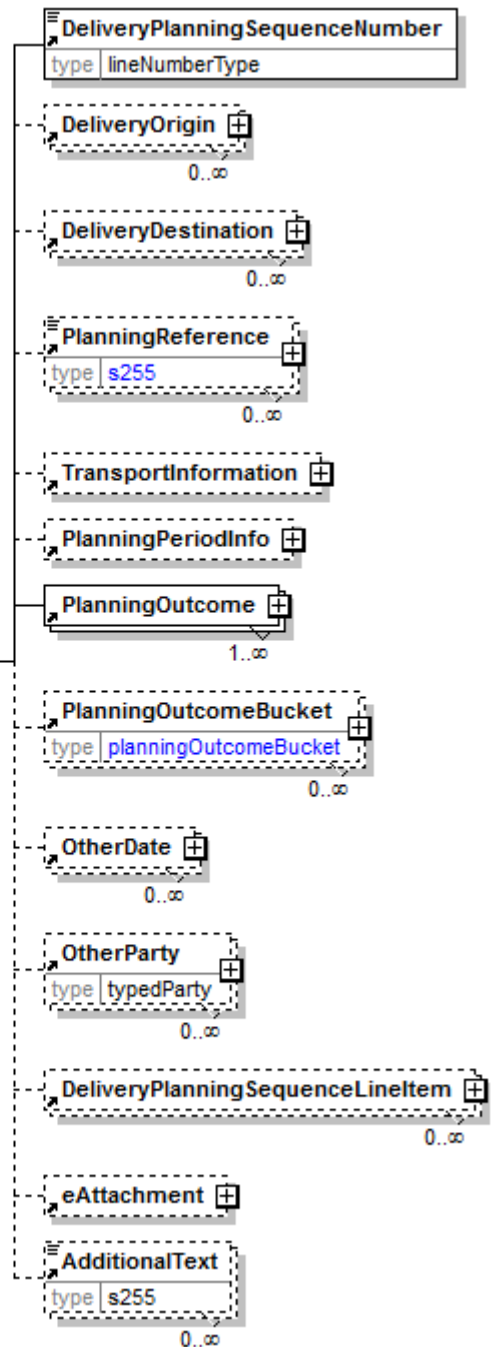 DeliveryPlanningSequenceNumber
type lineNumberType
DeliveryOrigin
0..∞
DeliveryDestination
0..∞
PlanningReference
type s255
0..∞
TransportInformation
PlanningPeriodInfo
PlanningOutcome
1..∞
PlanningOutcomeBucket
type planningOutcomeBucket
0..∞
OtherDate
0..∞
OtherParty
type typedParty
0..∞
DeliveryPlanningSequenceLineItem
0..∞
eAttachment
AdditionalText
type s255
0..∞